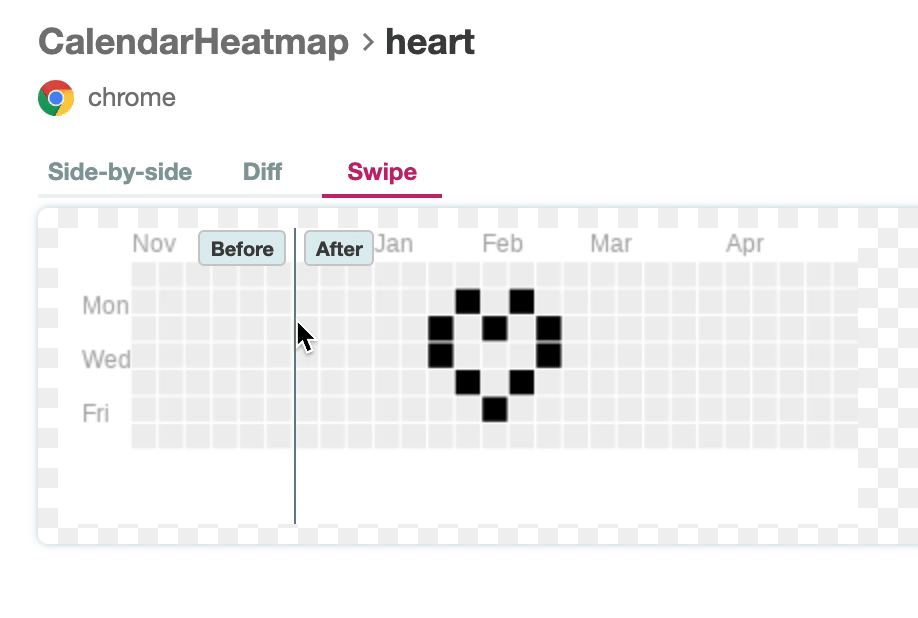 CalendarHeatmap › heart
chrome
Side-by-side Diff Swipe
Nov Before After Jan Feb Mar Apr
Mon
Wed
Fri